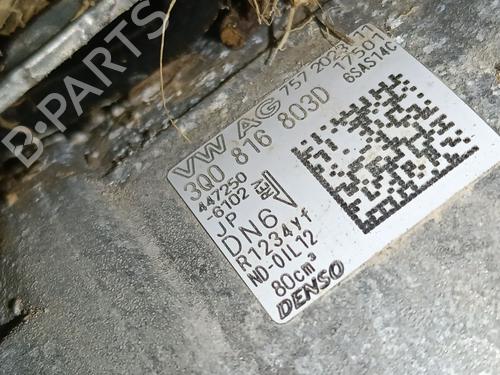 B-PARTS
VW AG 757 2023 11
3Q0 816 803D 17501
6SAS14C
447250
-6102
JP
DN6 V
R1234yf
ND-OIL12
80cm³
DENSO